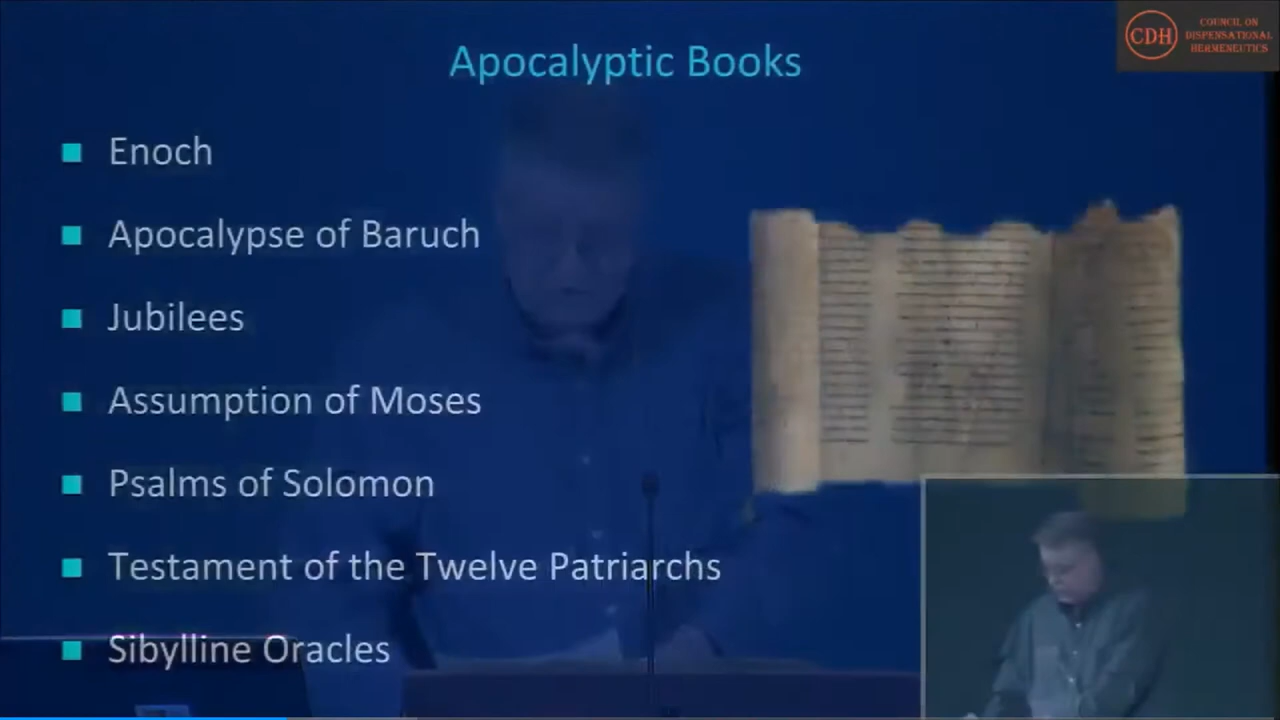 Apocalyptic Books
CDH
COUNCIL ON
DISPENSATIONAL
HERMENEUTICS
Enoch
Apocalypse of Baruch
Jubilees
Assumption of Moses
Psalms of Solomon
Testament of the Twelve Patriarchs
Sibylline Oracles